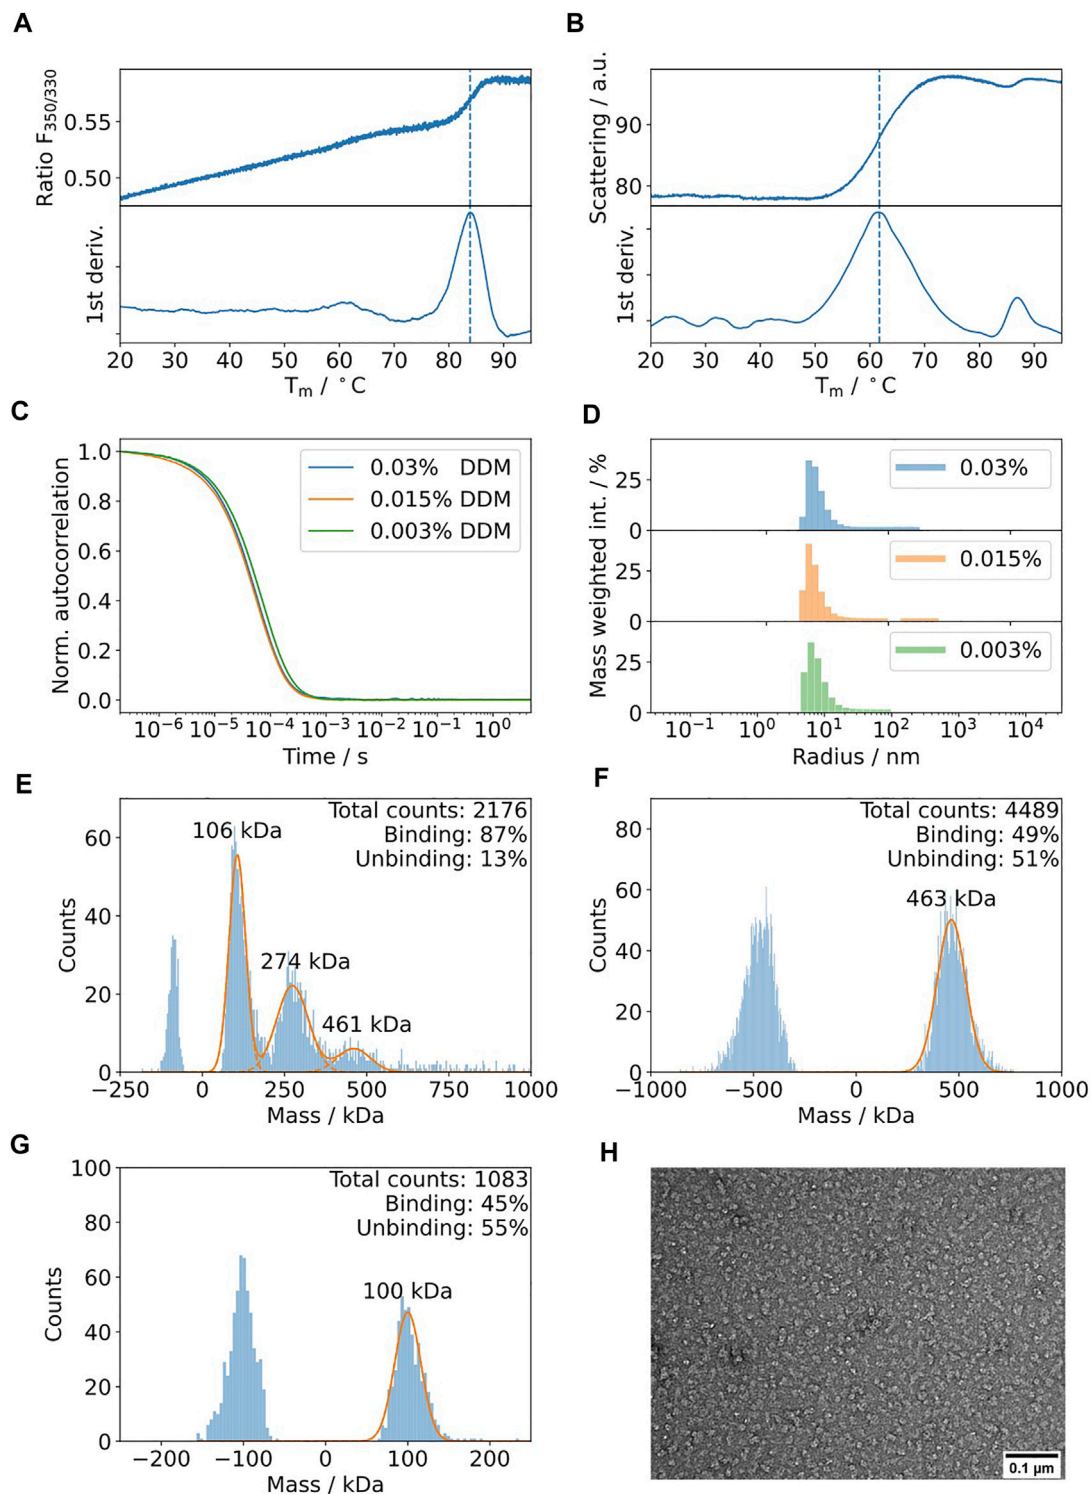 A
B
Ratio F350/330
0.55
0.50
1st deriv.
20 30 40 50 60 70 80 90
Tm / °C
Scattering / a.u.
90
80
1st deriv.
20 30 40 50 60 70 80 90
Tm / °C
C
D
Norm. autocorrelation
1.0
0.8
0.6
0.4
0.2
0.0
0.03% DDM
0.015% DDM
0.003% DDM
10−6 10−5 10−4 10−3 10−2 10−1 100
Time / s
Mass weighted int. / %
25
0
25
0
25
0
0.03%
0.015%
0.003%
10−1 100 101 102 103 104
Radius / nm
E
F
Total counts: 2176
Binding: 87%
Unbinding: 13%
106 kDa
274 kDa
461 kDa
Counts
60
40
20
0
−250 0 250 500 750 1000
Mass / kDa
Total counts: 4489
Binding: 49%
Unbinding: 51%
463 kDa
Counts
80
60
40
20
0
−1000 −500 0 500 1000
Mass / kDa
G
H
Total counts: 1083
Binding: 45%
Unbinding: 55%
100 kDa
Counts
100
80
60
40
20
0
−200 −100 0 100 200
Mass / kDa
0.1 µm